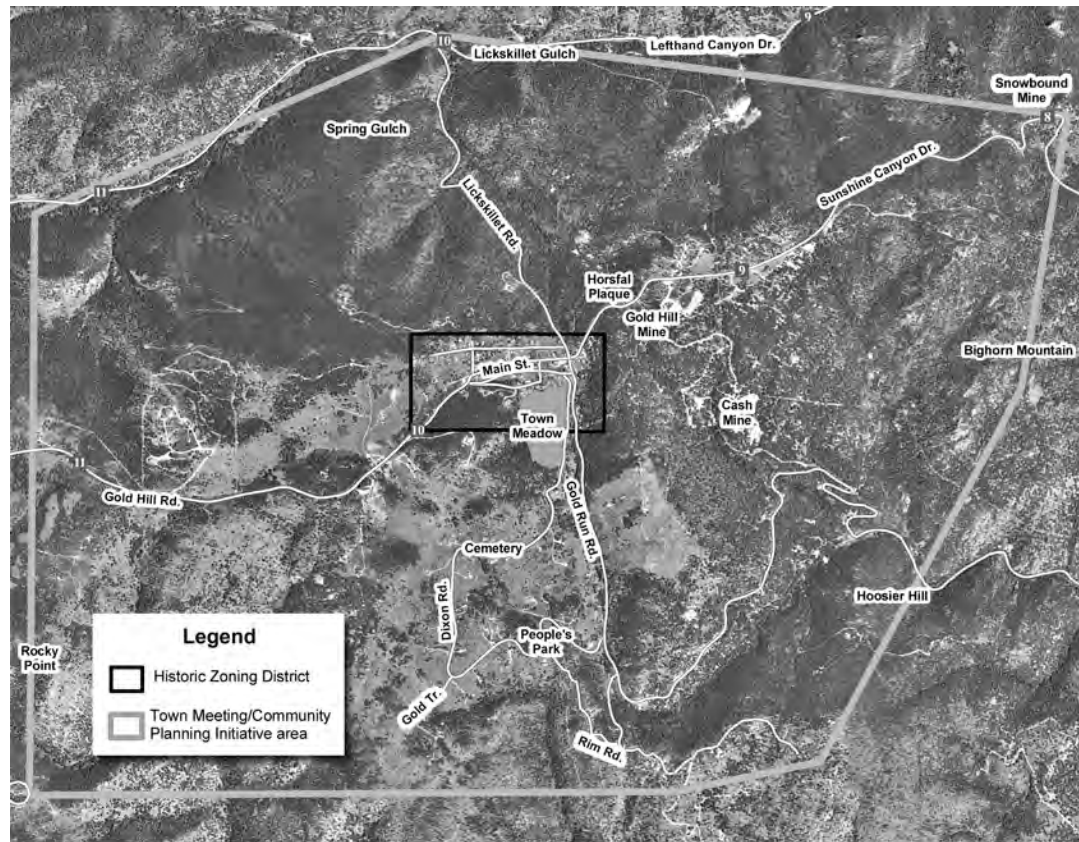 9
Lefthand Canyon Dr.
10
Lickskillet Gulch
Snowbound
Mine
8
Spring Gulch
Sunshine Canyon Dr.
11
Lickskillet Rd.
9
Horsfal
Plaque
Gold Hill
Mine
Bighorn Mountain
Main St.
Cash
Mine
Town
Meadow
10
11
Gold Hill Rd.
Gold Run Rd.
Cemetery
Hoosier Hill
Dixon Rd.
People's
Park
Rocky
Point
Gold Tr.
Rim Rd.
Legend
Historic Zoning District
Town Meeting/Community
Planning Initiative area